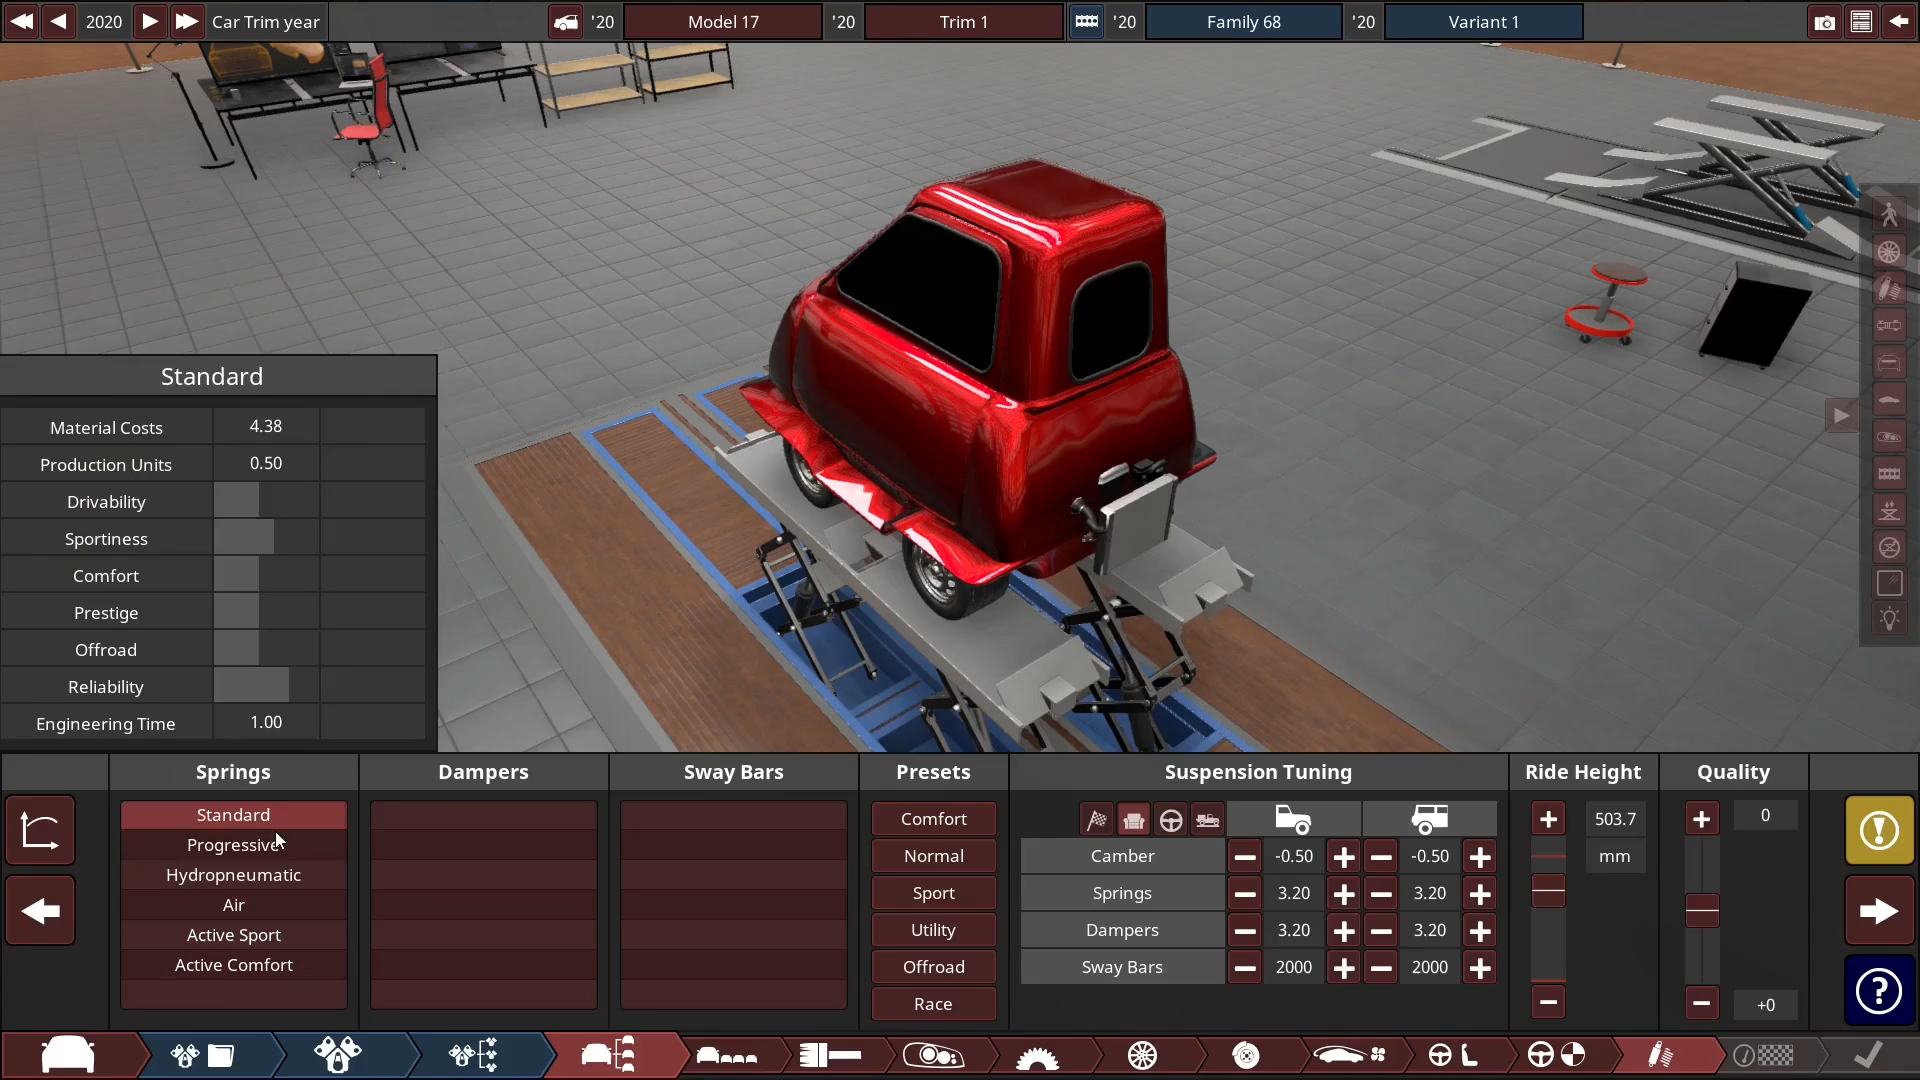 2020 Car Trim year '20 Model 17 '20 Trim 1 '20 Family 68 '20 Variant 1
Standard
Material Costs 4.38
Production Units 0.50
Drivability
Sportiness
Comfort
Prestige
Offroad
Reliability
Engineering Time 1.00
Springs
Standard
Progressive
Hydropneumatic
Air
Active Sport
Active Comfort
Dampers
Sway Bars
Presets
Comfort
Normal
Sport
Utility
Offroad
Race
Suspension Tuning
Camber -0.50 -0.50
Springs 3.20 3.20
Dampers 3.20 3.20
Sway Bars 2000 2000
Ride Height
503.7
mm
Quality
0
+0